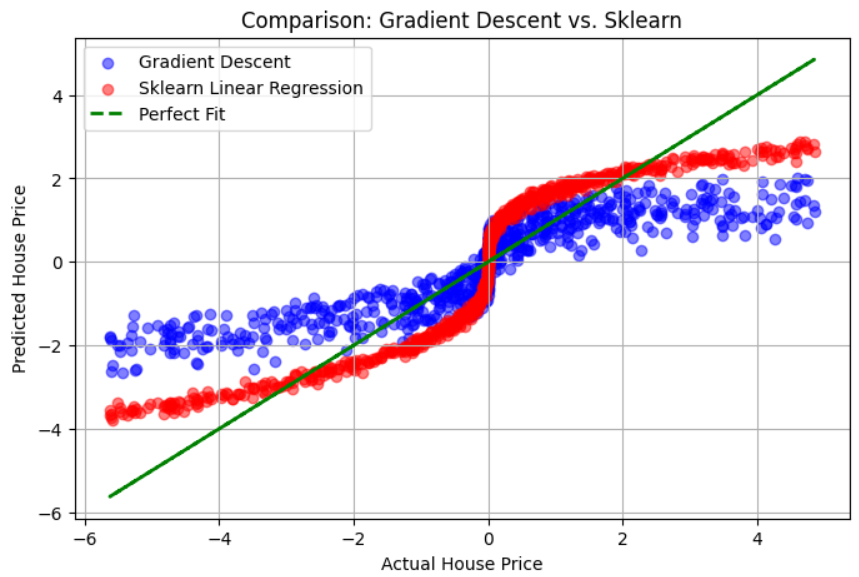 Comparison: Gradient Descent vs. Sklearn
Gradient Descent
Sklearn Linear Regression
Perfect Fit
Predicted House Price
4
2
0
−2
−4
−6
−6
−4
−2
0
2
4
Actual House Price